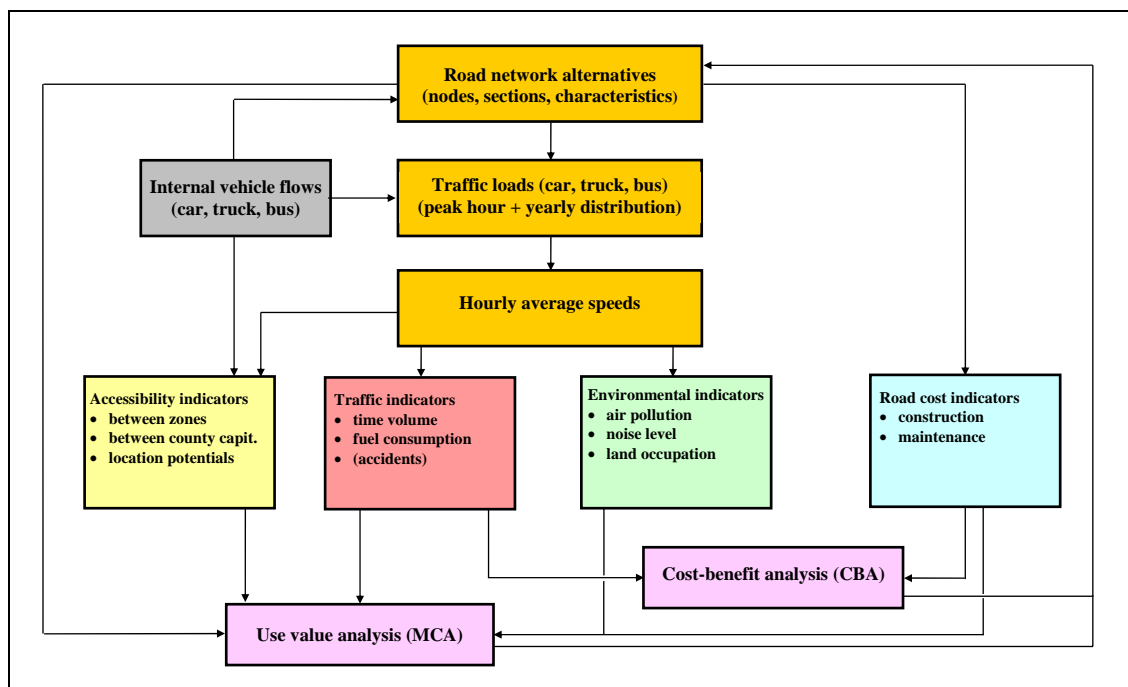 Road network alternatives
(nodes, sections, characteristics)
Internal vehicle flows
(car, truck, bus)
Traffic loads (car, truck, bus)
(peak hour + yearly distribution)
Hourly average speeds
Accessibility indicators
• between zones
• between county capit.
• location potentials
Traffic indicators
• time volume
• fuel consumption
• (accidents)
Environmental indicators
• air pollution
• noise level
• land occupation
Road cost indicators
• construction
• maintenance
Cost-benefit analysis (CBA)
Use value analysis (MCA)